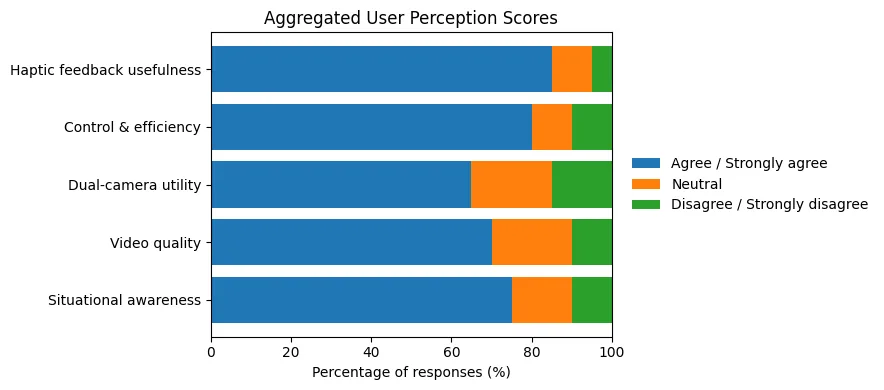 Aggregated User Perception Scores
Haptic feedback usefulness
Control & efficiency
Dual-camera utility
Video quality
Situational awareness
0 20 40 60 80 100
Percentage of responses (%)
Agree / Strongly agree
Neutral
Disagree / Strongly disagree